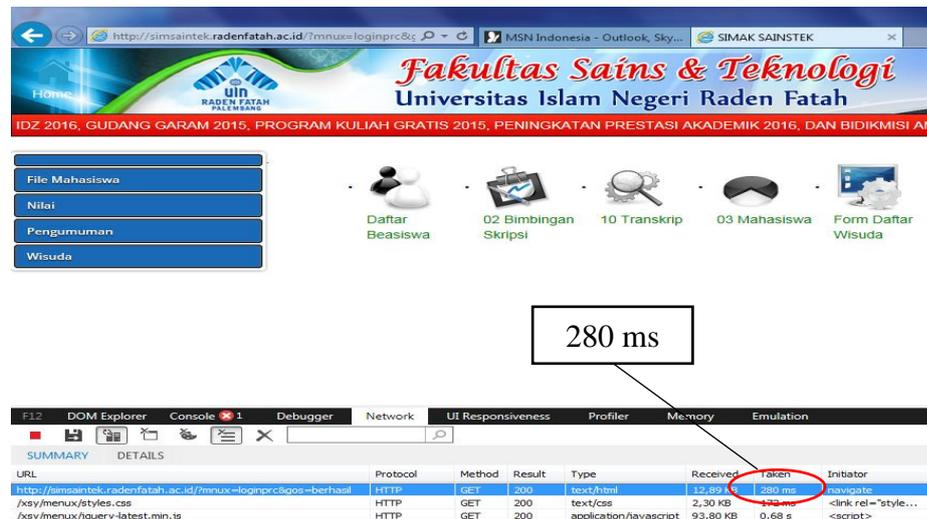 http://simsaintek.radenfatah.ac.id/?mnux=loginprc&g
MSN Indonesia - Outlook, Sky...
SIMAK SAINSTEK
Home
uin
RADEN FATAH
PALEMBANG
Fakultas Sains & Teknologi
Universitas Islam Negeri Raden Fatah
IDZ 2016, GUDANG GARAM 2015, PROGRAM KULIAH GRATIS 2015, PENINGKATAN PRESTASI AKADEMIK 2016, DAN BIDIKMISI
File Mahasiswa
Nilai
Pengumuman
Wisuda
Daftar
Beasiswa
02 Bimbingan
Skripsi
10 Transkrip
03 Mahasiswa
Form Daftar
Wisuda
280 ms
F12 DOM Explorer Console 1 Debugger Network UI Responsiveness Profiler Memory Emulation
SUMMARY DETAILS
URL Protocol Method Result Type Received Taken Initiator
http://simsaintek.radenfatah.ac.id/?mnux=loginprc&gos=berhasil HTTP GET 200 text/html 12,89 KB 280 ms navigate
/xsy/menux/styles.css HTTP GET 200 text/css 2,30 KB 172 ms <link rel="style...
/xsy/menux/jquery-latest.min.js HTTP GET 200 application/javascript 93,80 KB 0,68 s <script>